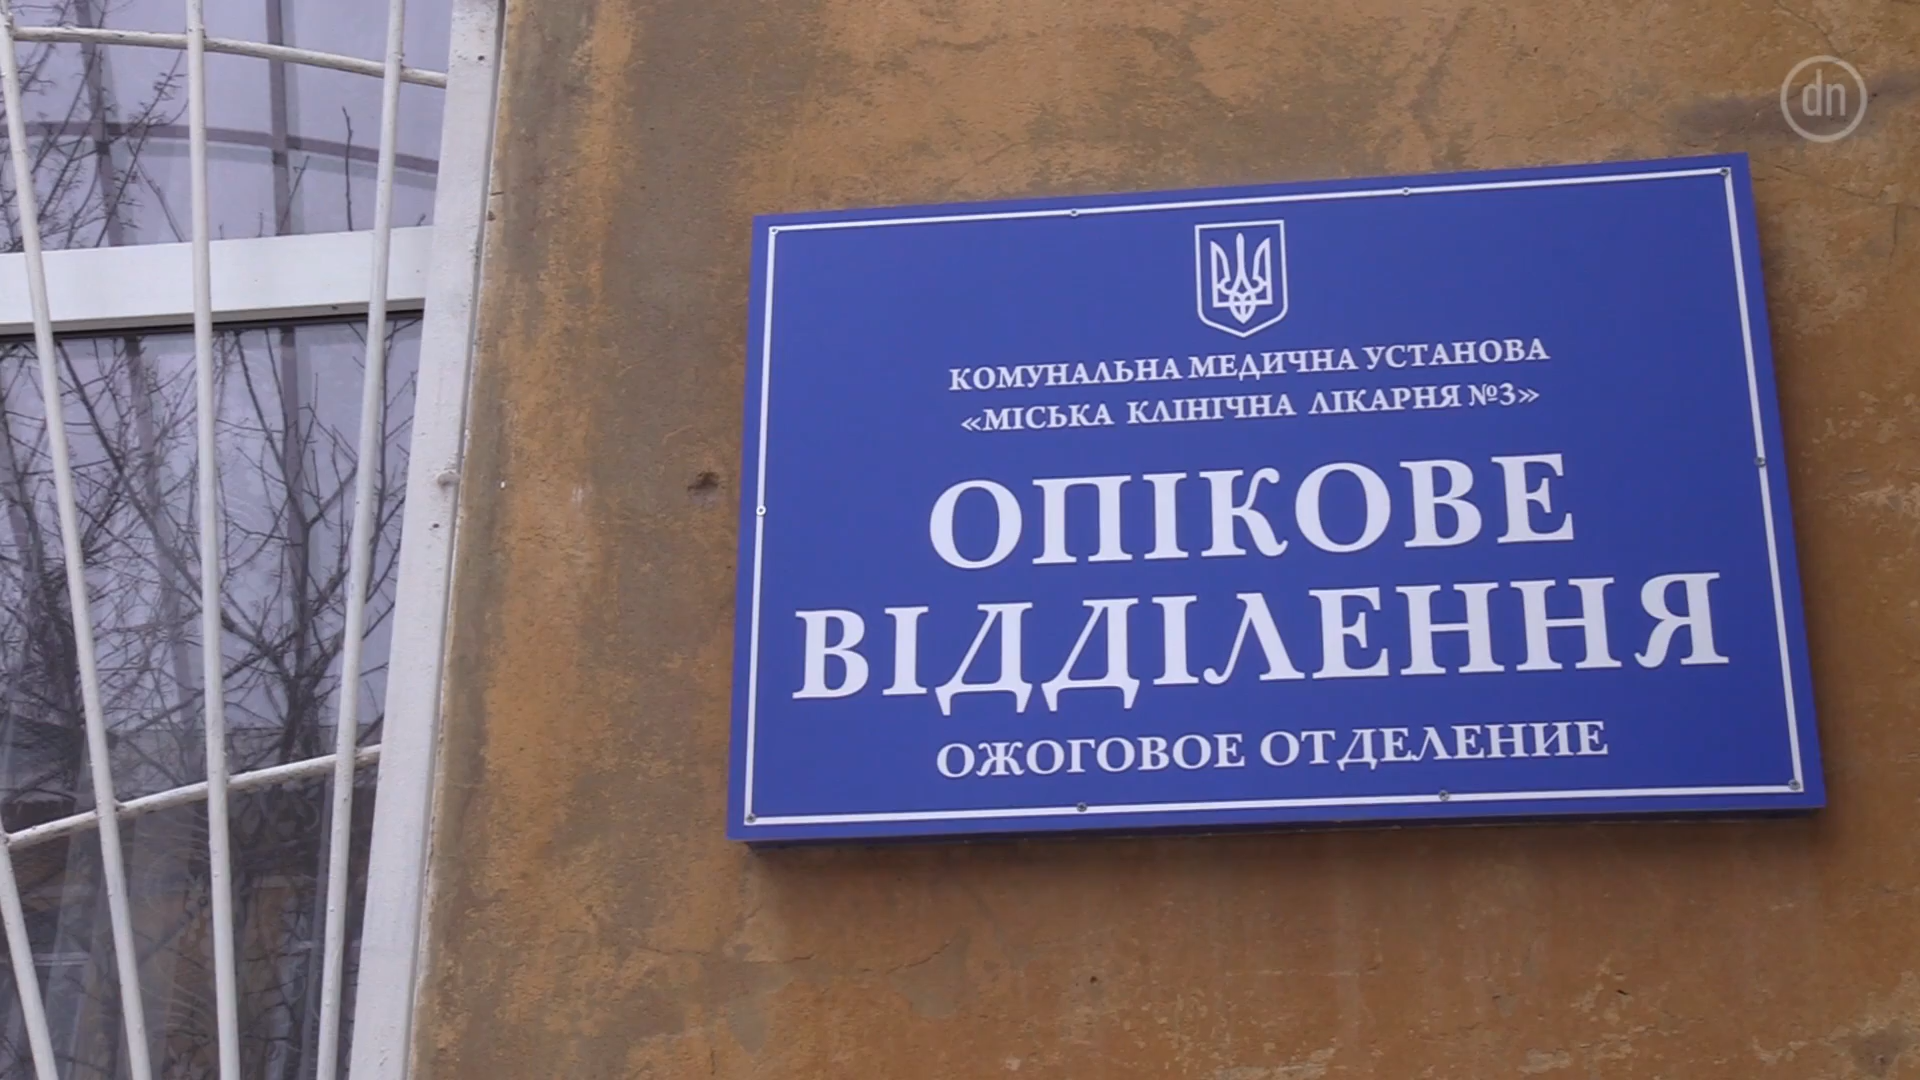 dn
КОМУНАЛЬНА МЕДИЧНА УСТАНОВА
«МІСЬКА КЛІНІЧНА ЛІКАРНЯ №3»
ОПІКОВЕ
ВІДДІЛЕННЯ
ОЖОГОВОЕ ОТДЕЛЕНИЕ